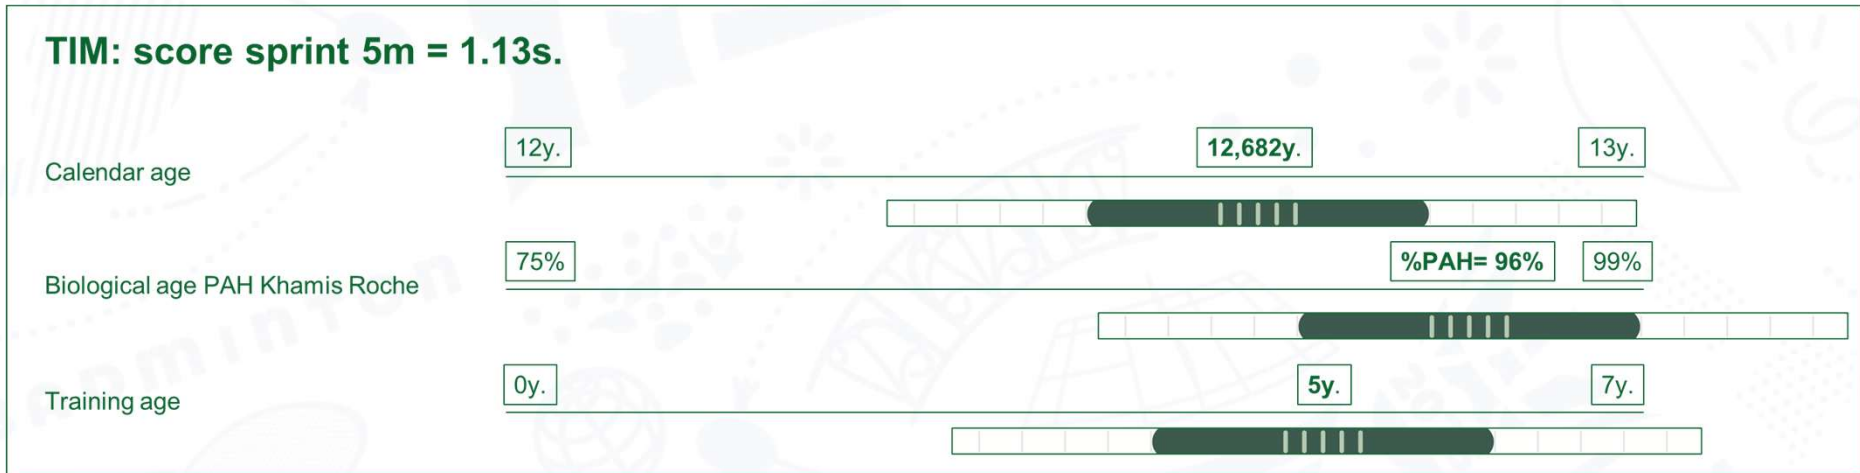 TIM: score sprint 5m = 1.13s.
12y. 12,682y. 13y.
Calendar age
75% %PAH= 96% 99%
Biological age PAH Khamis Roche
0y. 5y. 7y.
Training age
ARMINTON